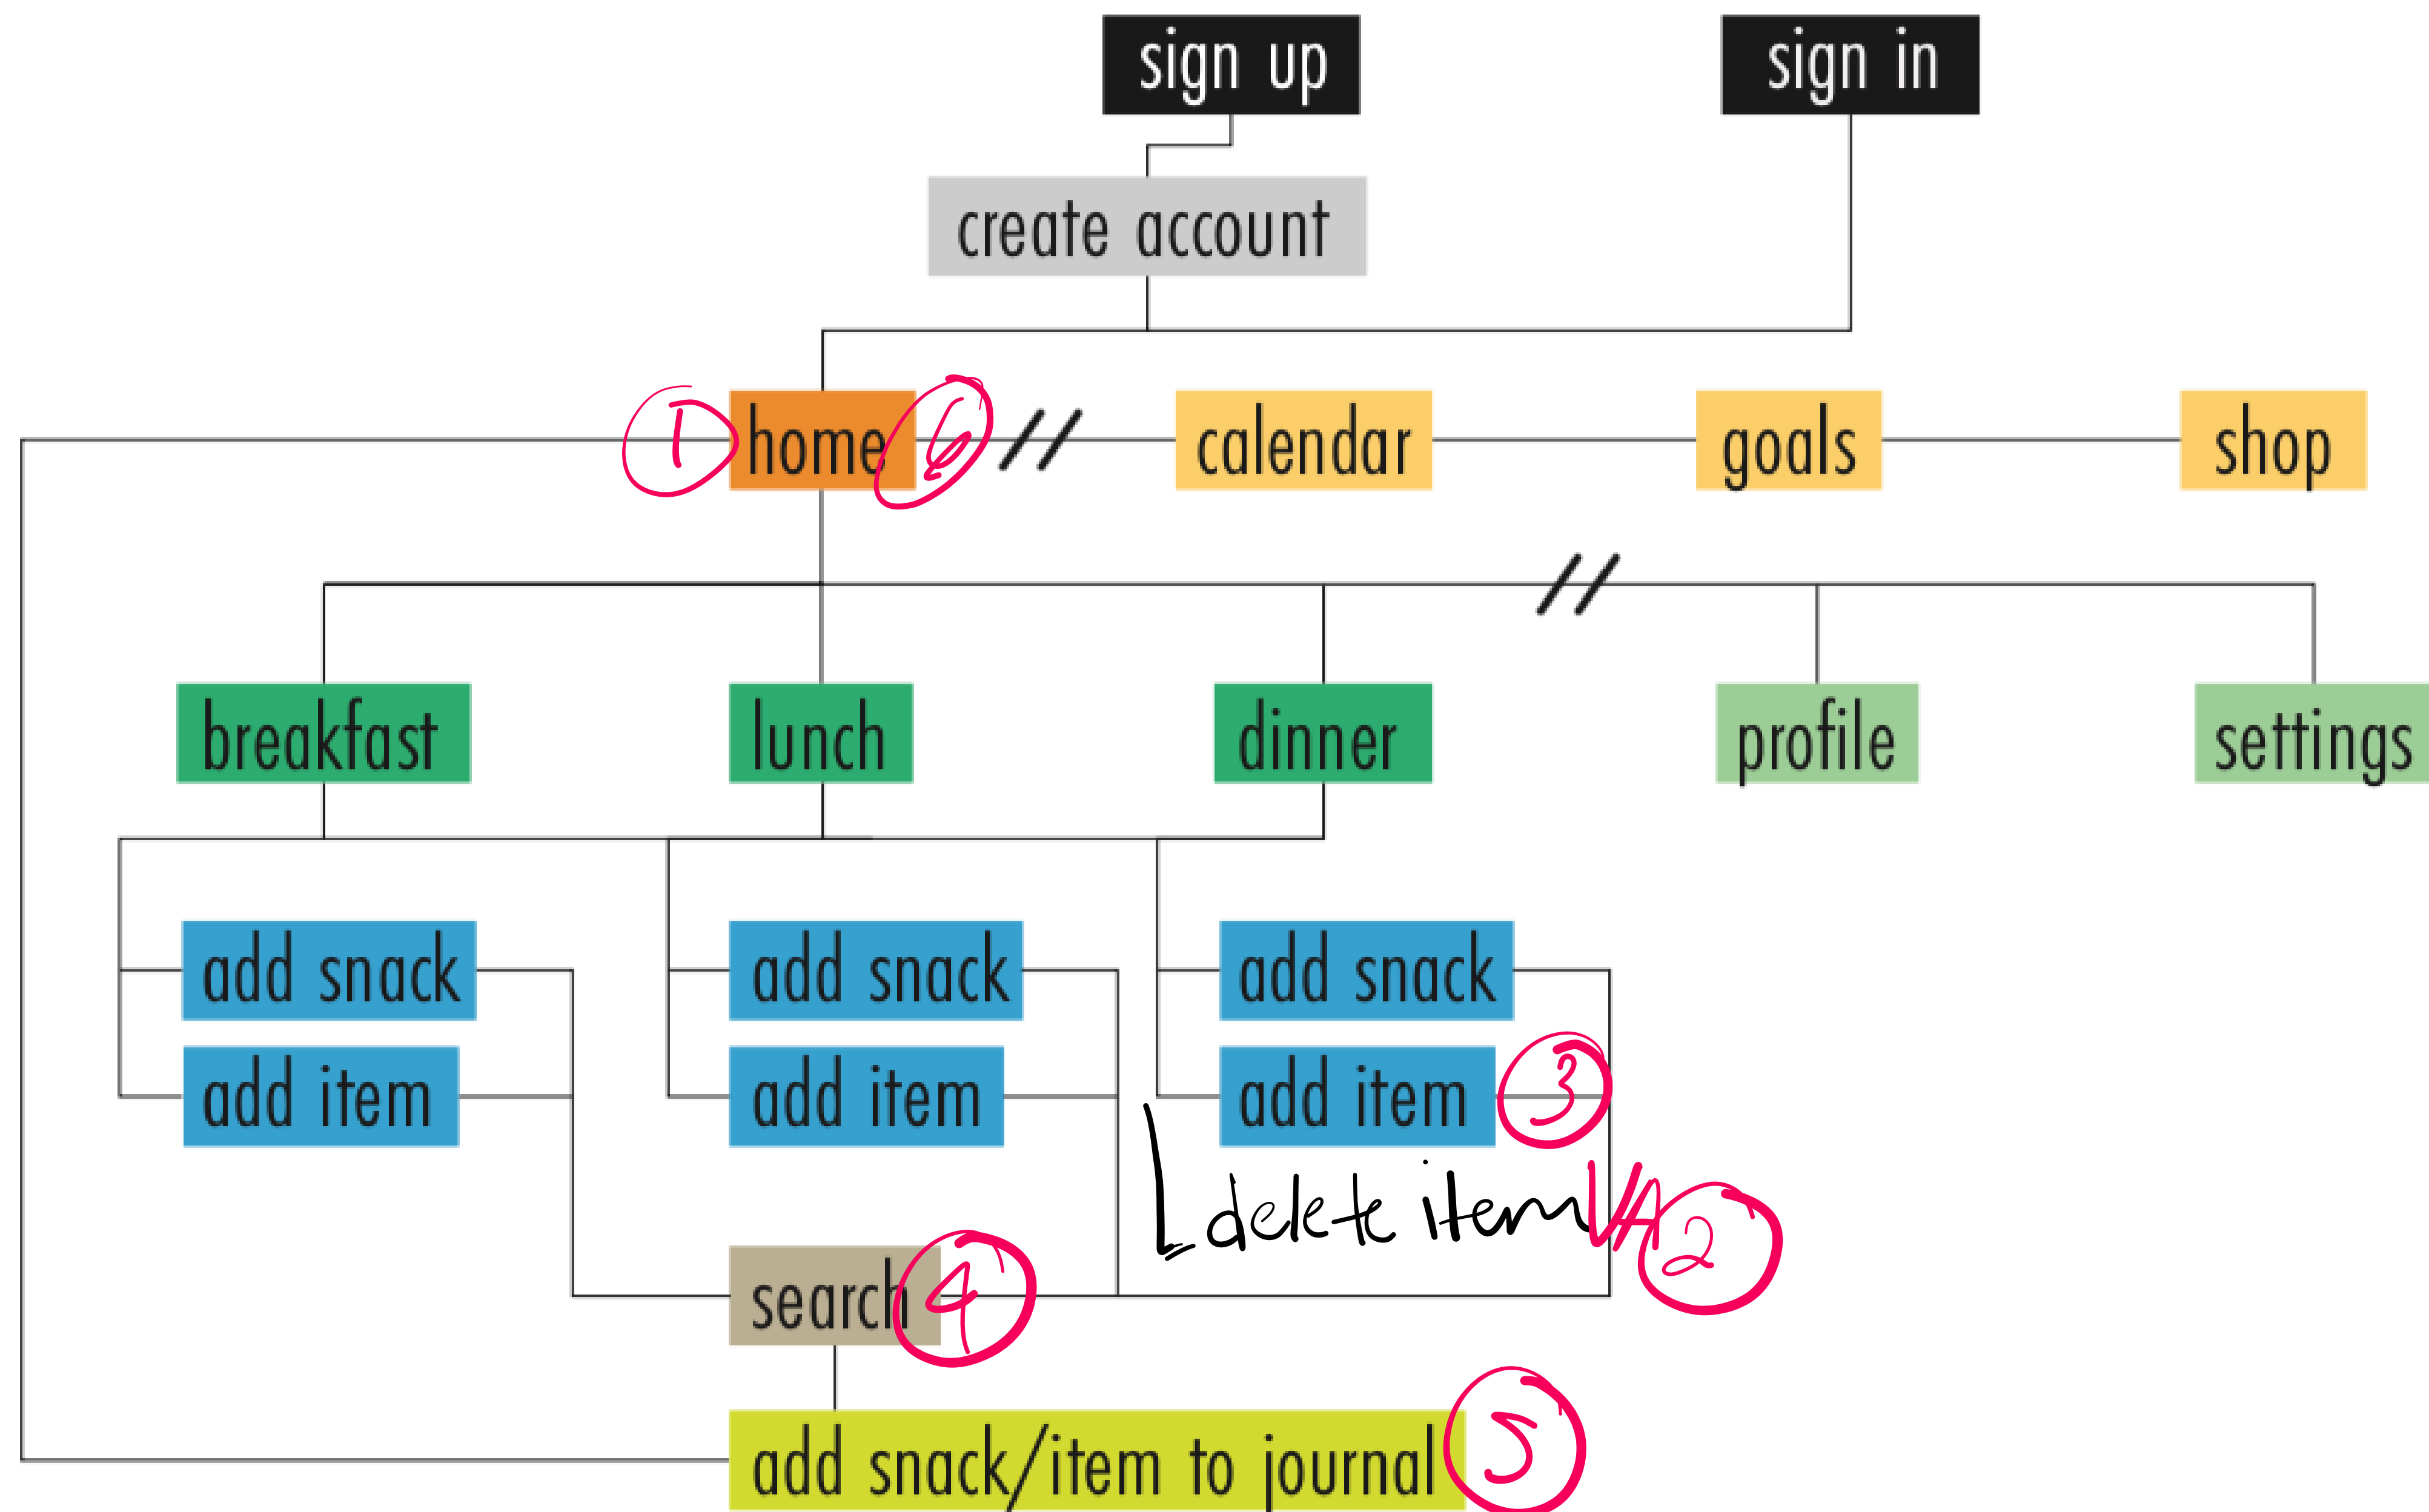 sign up sign in
create account
1 home 6 // calendar goals shop
//
breakfast lunch dinner profile settings
add snack add snack add snack
add item add item add item 3
delete item 2
search 4
add snack/item to journal 5